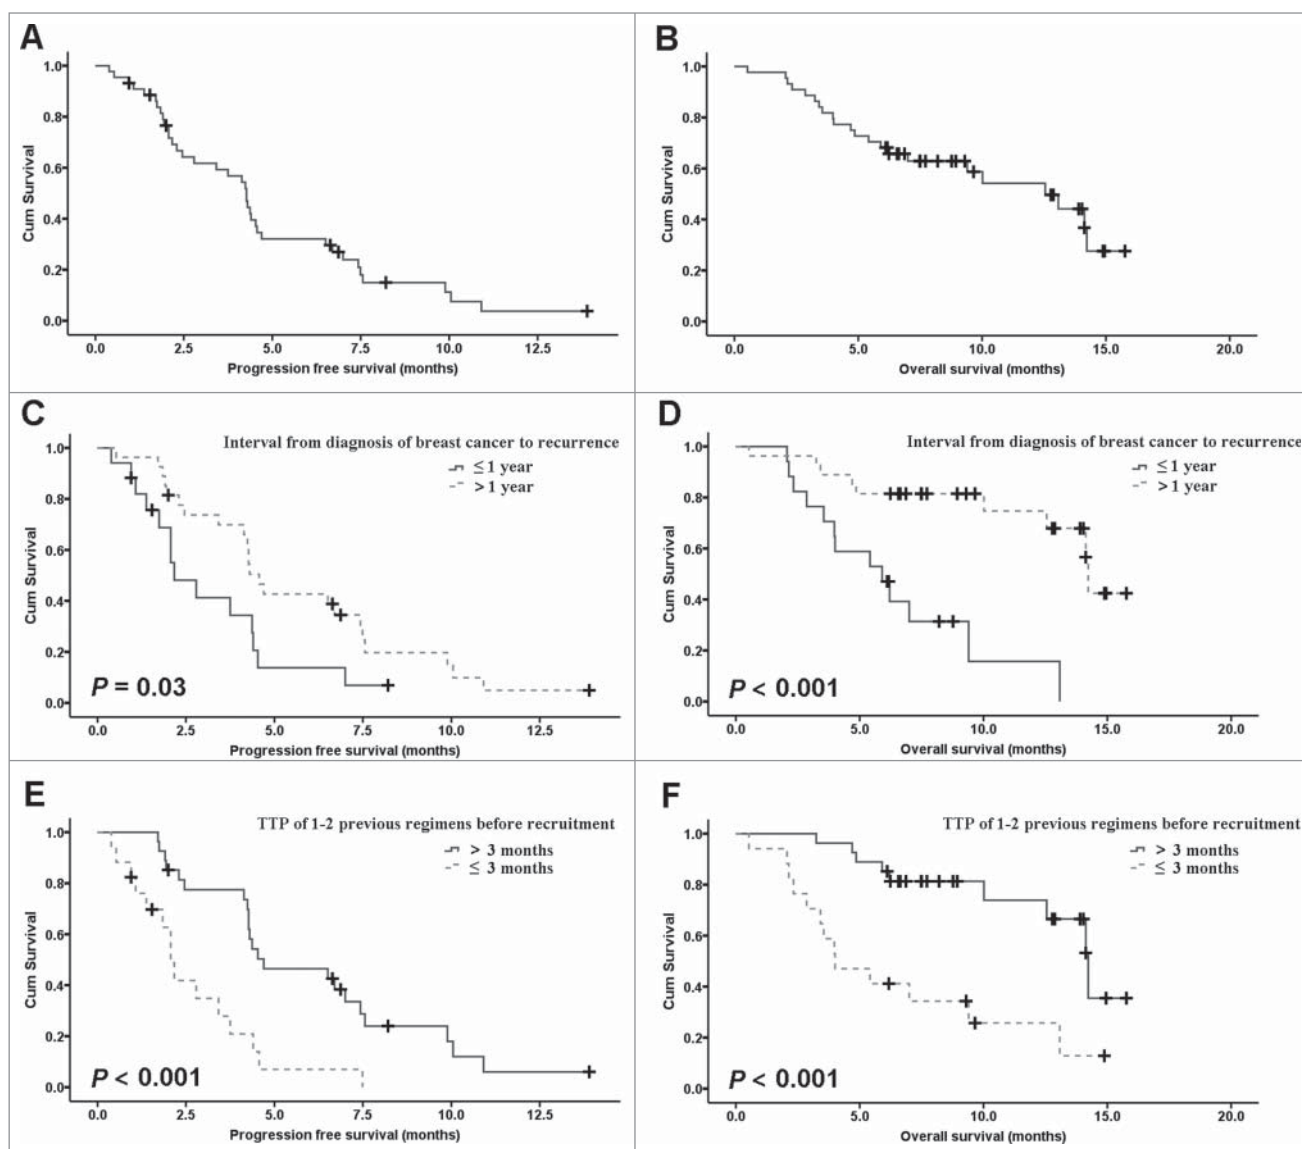 A
1.0
0.8
0.6
0.4
0.2
0.0
Cum Survival
0.0 2.5 5.0 7.5 10.0 12.5
Progression free survival (months)
B
1.0
0.8
0.6
0.4
0.2
0.0
Cum Survival
0.0 5.0 10.0 15.0 20.0
Overall survival (months)
C
Interval from diagnosis of breast cancer to recurrence
≤ 1 year
> 1 year
1.0
0.8
0.6
0.4
0.2
0.0
Cum Survival
P = 0.03
0.0 2.5 5.0 7.5 10.0 12.5
Progression free survival (months)
D
Interval from diagnosis of breast cancer to recurrence
≤ 1 year
> 1 year
1.0
0.8
0.6
0.4
0.2
0.0
Cum Survival
P < 0.001
0.0 5.0 10.0 15.0 20.0
Overall survival (months)
E
TTP of 1-2 previous regimens before recruitment
> 3 months
≤ 3 months
1.0
0.8
0.6
0.4
0.2
0.0
Cum Survival
P < 0.001
0.0 2.5 5.0 7.5 10.0 12.5
Progression free survival (months)
F
TTP of 1-2 previous regimens before recruitment
> 3 months
≤ 3 months
1.0
0.8
0.6
0.4
0.2
0.0
Cum Survival
P < 0.001
0.0 5.0 10.0 15.0 20.0
Overall survival (months)